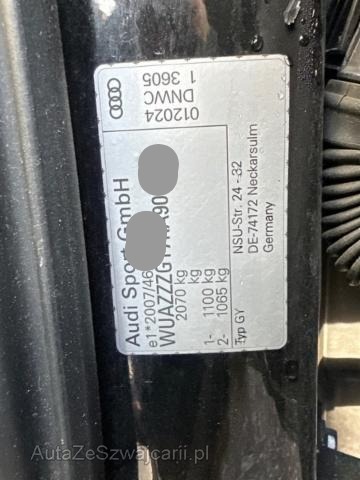 Audi Sport GmbH
e1*2007/46
WUAZZZG
2070 kg
kg
1- 1100 kg
2- 1065 kg
Typ GY
NSU-Str. 24 - 32
DE-74172 Neckarsulm
Germany
012024
DNWC
1 3605
AutaZeSzwajcarii.pl